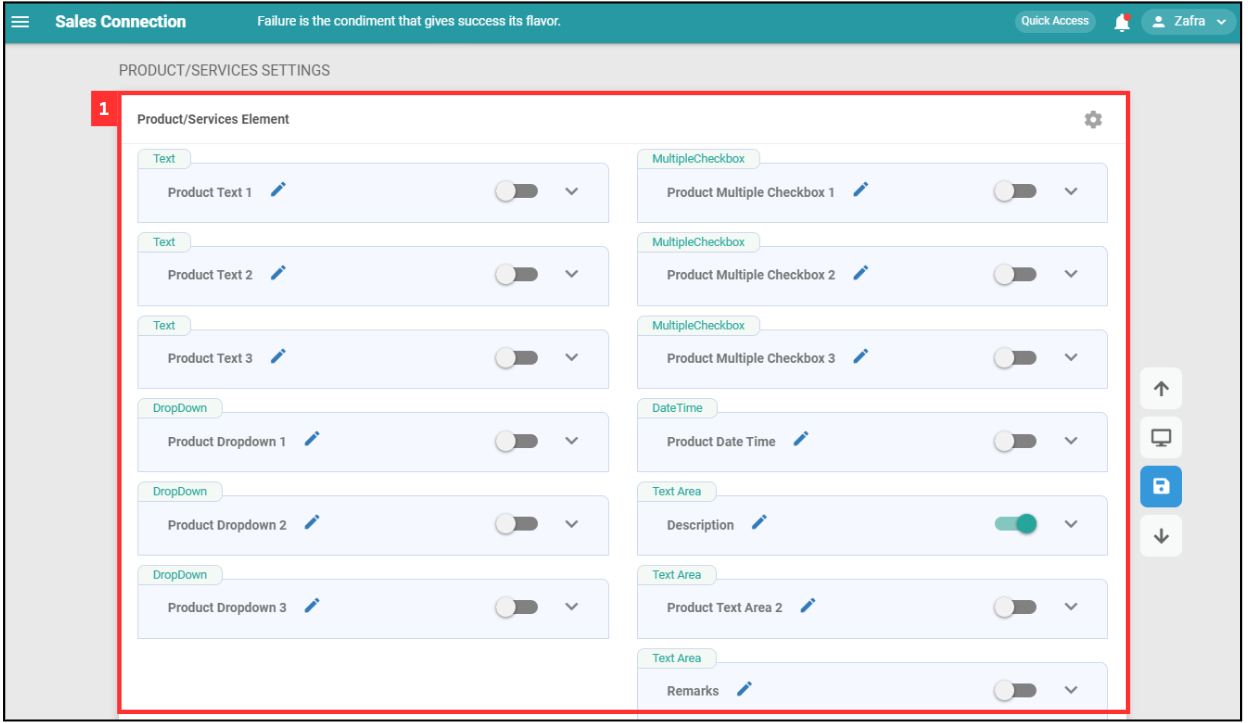 Sales Connection
Failure is the condiment that gives success its flavor.
Quick Access
Zafra
PRODUCT/SERVICES SETTINGS
1
Product/Services Element
Text
Product Text 1
Text
Product Text 2
Text
Product Text 3
DropDown
Product Dropdown 1
DropDown
Product Dropdown 2
DropDown
Product Dropdown 3
MultipleCheckbox
Product Multiple Checkbox 1
MultipleCheckbox
Product Multiple Checkbox 2
MultipleCheckbox
Product Multiple Checkbox 3
DateTime
Product Date Time
Text Area
Description
Text Area
Product Text Area 2
Text Area
Remarks